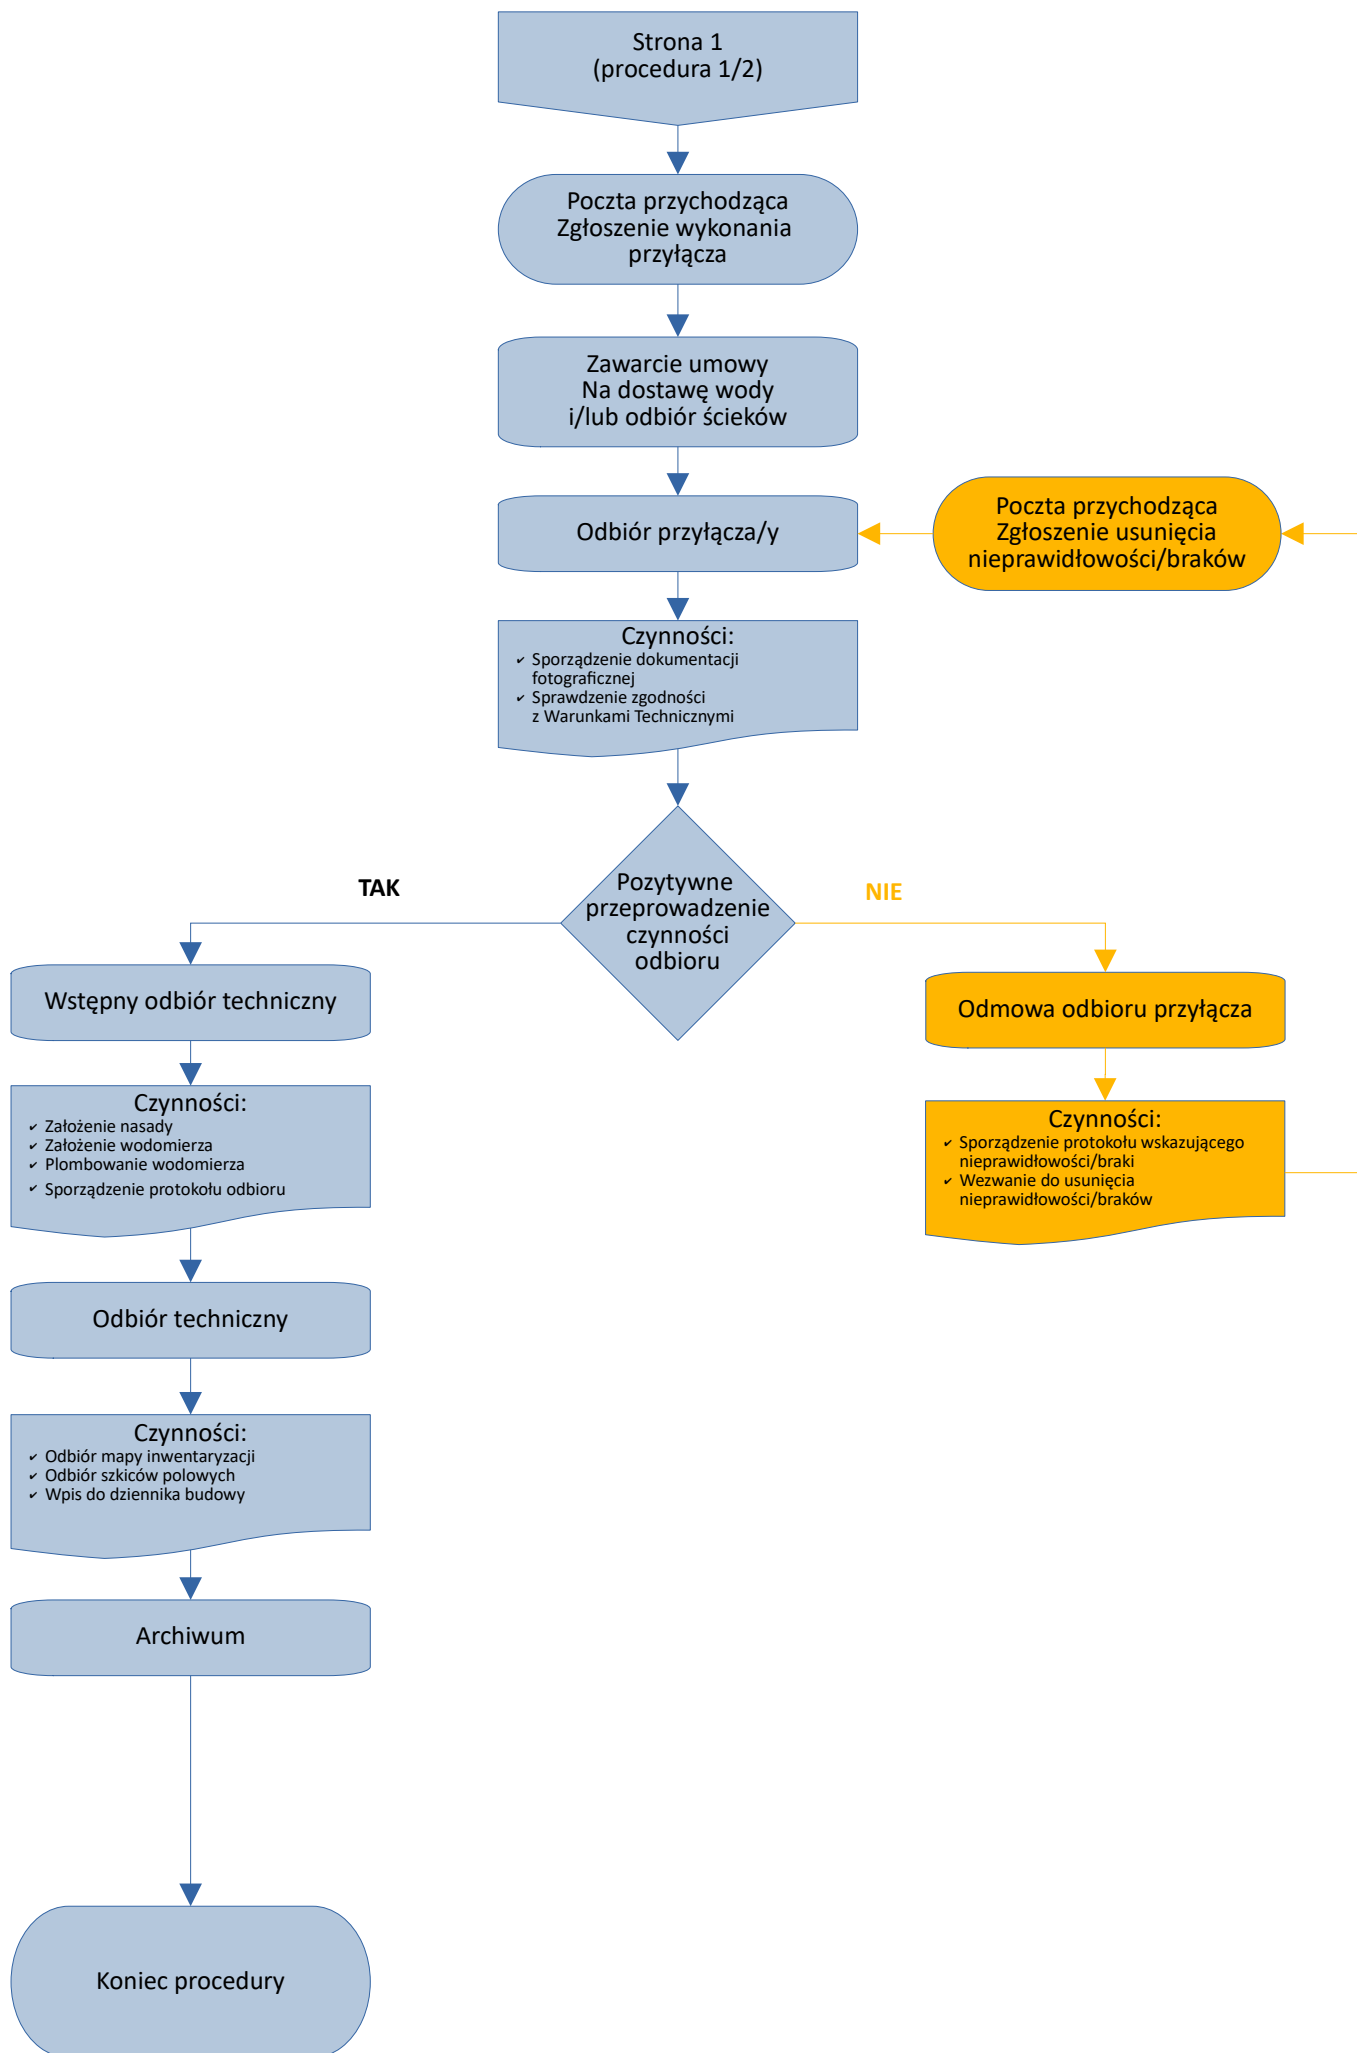 Strona 1
(procedura 1/2)
Poczta przychodząca
Zgłoszenie wykonania
przyłącza
Zawarcie umowy
Na dostawę wody
i/lub odbiór ścieków
Odbiór przyłącza/y
Poczta przychodząca
Zgłoszenie usunięcia
nieprawidłowości/braków
Czynności:
✔ Sporządzenie dokumentacji
fotograficznej
✔ Sprawdzenie zgodności
z Warunkami Technicznymi
Pozytywne
przeprowadzenie
czynności
odbioru
TAK
NIE
Wstępny odbiór techniczny
Czynności:
✔ Założenie nasady
✔ Założenie wodomierza
✔ Plombowanie wodomierza
✔ Sporządzenie protokołu odbioru
Odbiór techniczny
Czynności:
✔ Odbiór mapy inwentaryzacji
✔ Odbiór szkiców polowych
✔ Wpis do dziennika budowy
Archiwum
Koniec procedury
Odmowa odbioru przyłącza
Czynności:
✔ Sporządzenie protokołu wskazującego
nieprawidłowości/braki
✔ Wezwanie do usunięcia
nieprawidłowości/braków